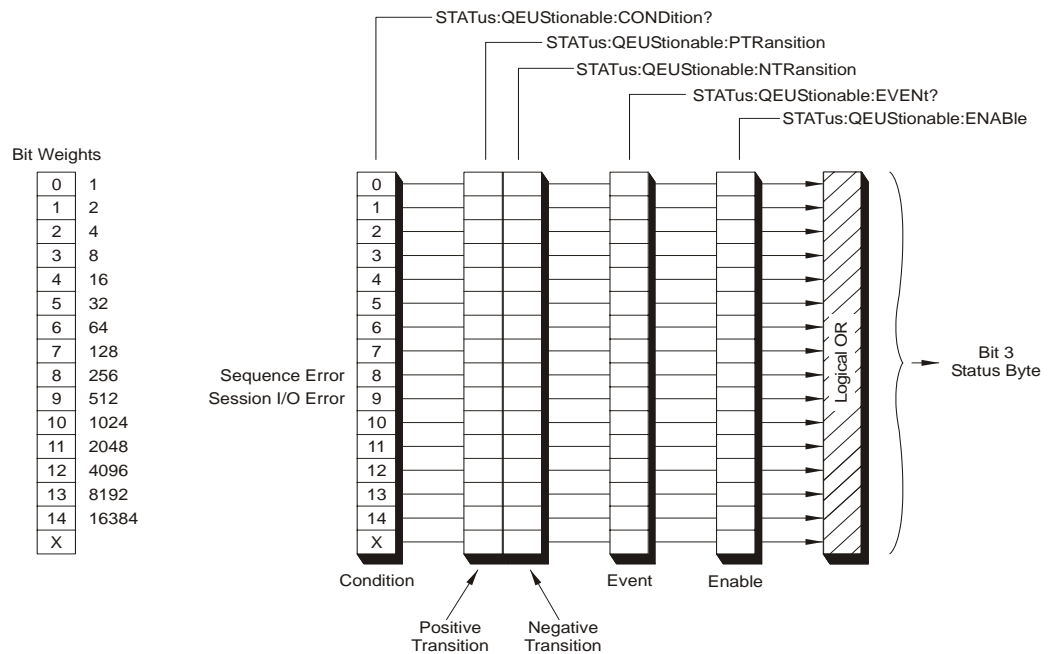 STATus:QEUStionable:CONDition?
STATus:QEUStionable:PTRansition
STATus:QEUStionable:NTRansition
STATus:QEUStionable:EVENt?
STATus:QEUStionable:ENABle
Bit Weights
0 1
1 2
2 4
3 8
4 16
5 32
6 64
7 128
8 256
9 512
10 1024
11 2048
12 4096
13 8192
14 16384
X
0
1
2
3
4
5
6
7
Sequence Error 8
Session I/O Error 9
10
11
12
13
14
X
Logical OR
Bit 3
Status Byte
Condition
Event
Enable
Positive
Transition
Negative
Transition